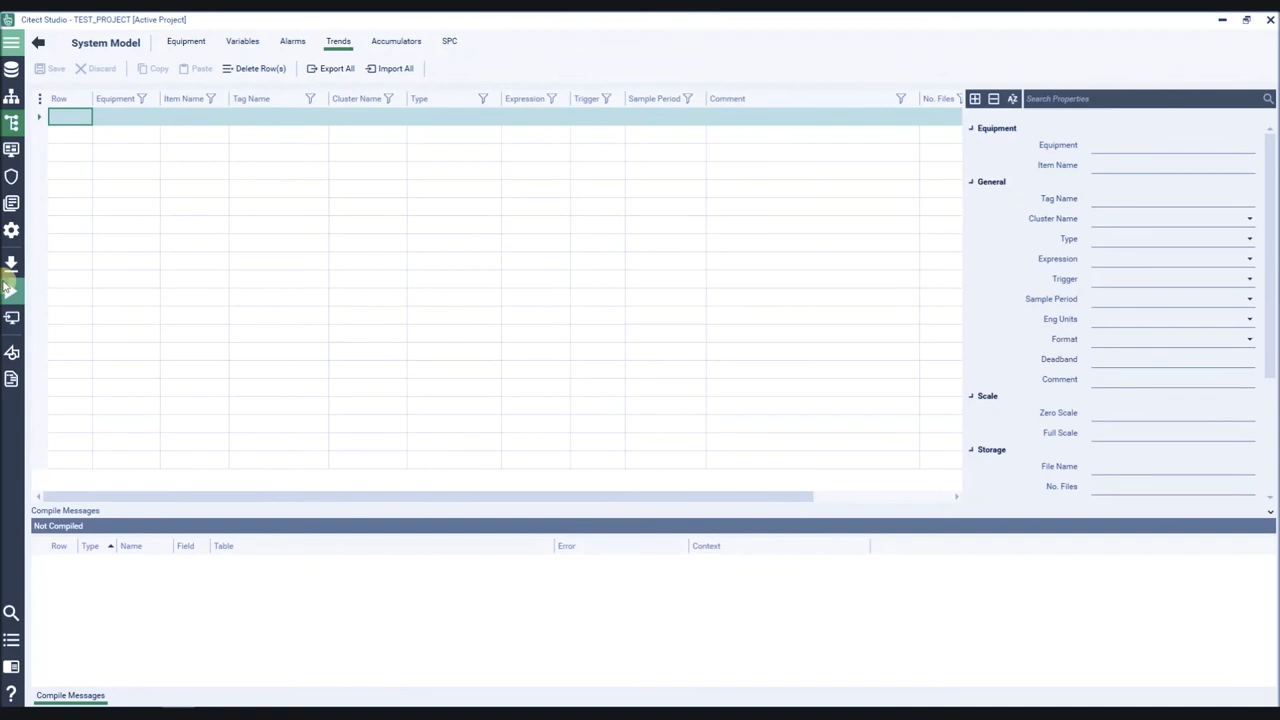 Citect Studio - TEST_PROJECT [Active Project]
System Model Equipment Variables Alarms Trends Accumulators SPC
Save Discard Copy Paste Delete Row(s) Export All Import All
Row Equipment Item Name Tag Name Cluster Name Type Expression Trigger Sample Period Comment No. Files
Search Properties
Equipment
Equipment
Item Name
General
Tag Name
Cluster Name
Type
Expression
Trigger
Sample Period
Eng Units
Format
Deadband
Comment
Scale
Zero Scale
Full Scale
Storage
File Name
No. Files
Compile Messages
Not Compiled
Row Type Name Field Table Error Context
Compile Messages